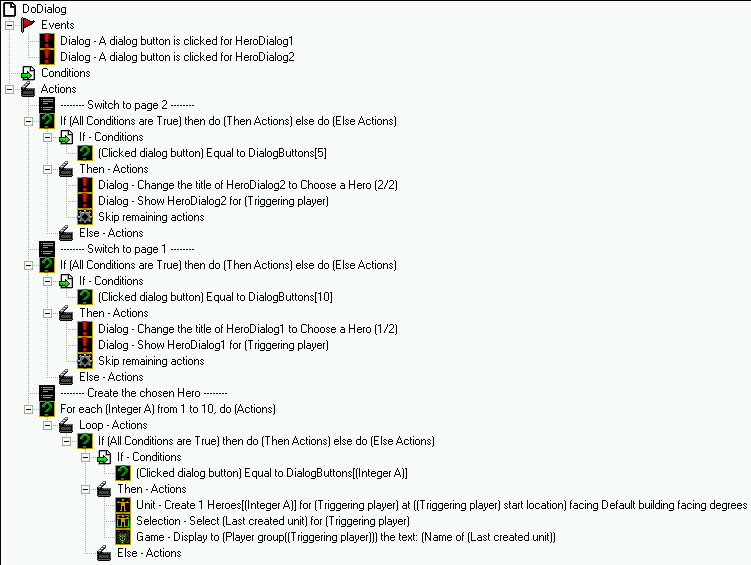 DoDialog
Events
Dialog - A dialog button is clicked for HeroDialog1
Dialog - A dialog button is clicked for HeroDialog2
Conditions
Actions
-------- Switch to page 2 --------
If (All Conditions are True) then do (Then Actions) else do (Else Actions)
If - Conditions
(Clicked dialog button) Equal to DialogButtons[5]
Then - Actions
Dialog - Change the title of HeroDialog2 to Choose a Hero (2/2)
Dialog - Show HeroDialog2 for (Triggering player)
Skip remaining actions
Else - Actions
-------- Switch to page 1 --------
If (All Conditions are True) then do (Then Actions) else do (Else Actions)
If - Conditions
(Clicked dialog button) Equal to DialogButtons[10]
Then - Actions
Dialog - Change the title of HeroDialog1 to Choose a Hero (1/2)
Dialog - Show HeroDialog1 for (Triggering player)
Skip remaining actions
Else - Actions
-------- Create the chosen Hero --------
For each (Integer A) from 1 to 10, do (Actions)
Loop - Actions
If (All Conditions are True) then do (Then Actions) else do (Else Actions)
If - Conditions
(Clicked dialog button) Equal to DialogButtons[(Integer A)]
Then - Actions
Unit - Create 1 Heroes[(Integer A)] for (Triggering player) at ((Triggering player) start location) facing Default building facing degrees
Selection - Select (Last created unit) for (Triggering player)
Game - Display to (Player group((Triggering player))) the text: (Name of (Last created unit))
Else - Actions